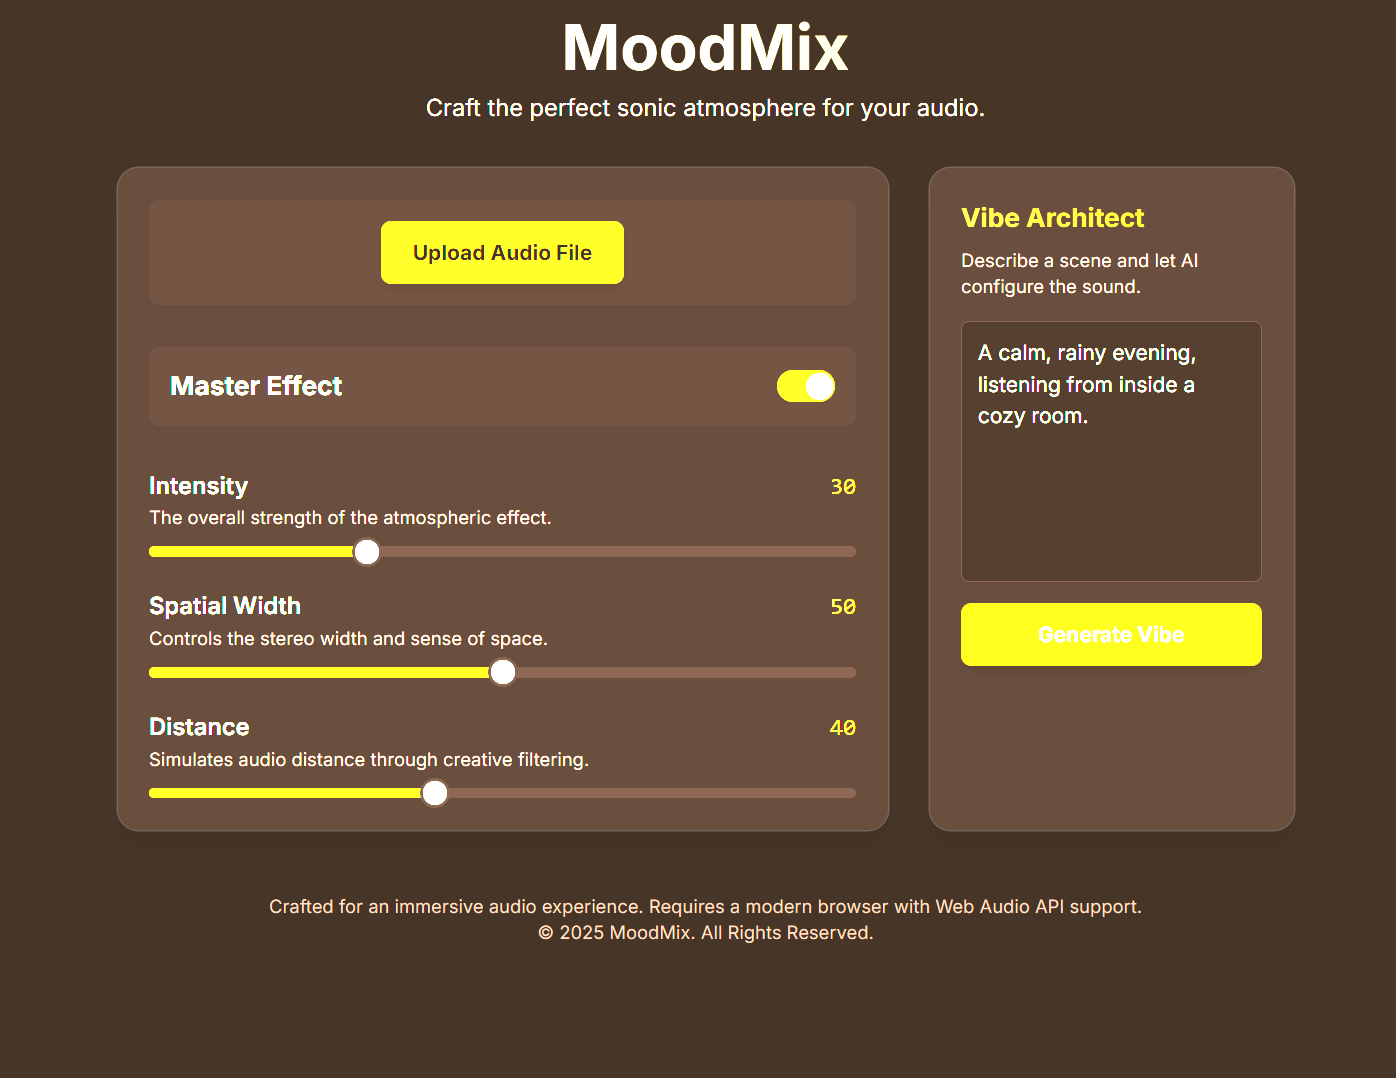 MoodMix
Craft the perfect sonic atmosphere for your audio.
Upload Audio File
Master Effect
Intensity
30
The overall strength of the atmospheric effect.
Spatial Width
50
Controls the stereo width and sense of space.
Distance
40
Simulates audio distance through creative filtering.
Vibe Architect
Describe a scene and let AI
configure the sound.
A calm, rainy evening,
listening from inside a
cozy room.
Generate Vibe
Crafted for an immersive audio experience. Requires a modern browser with Web Audio API support.
© 2025 MoodMix. All Rights Reserved.